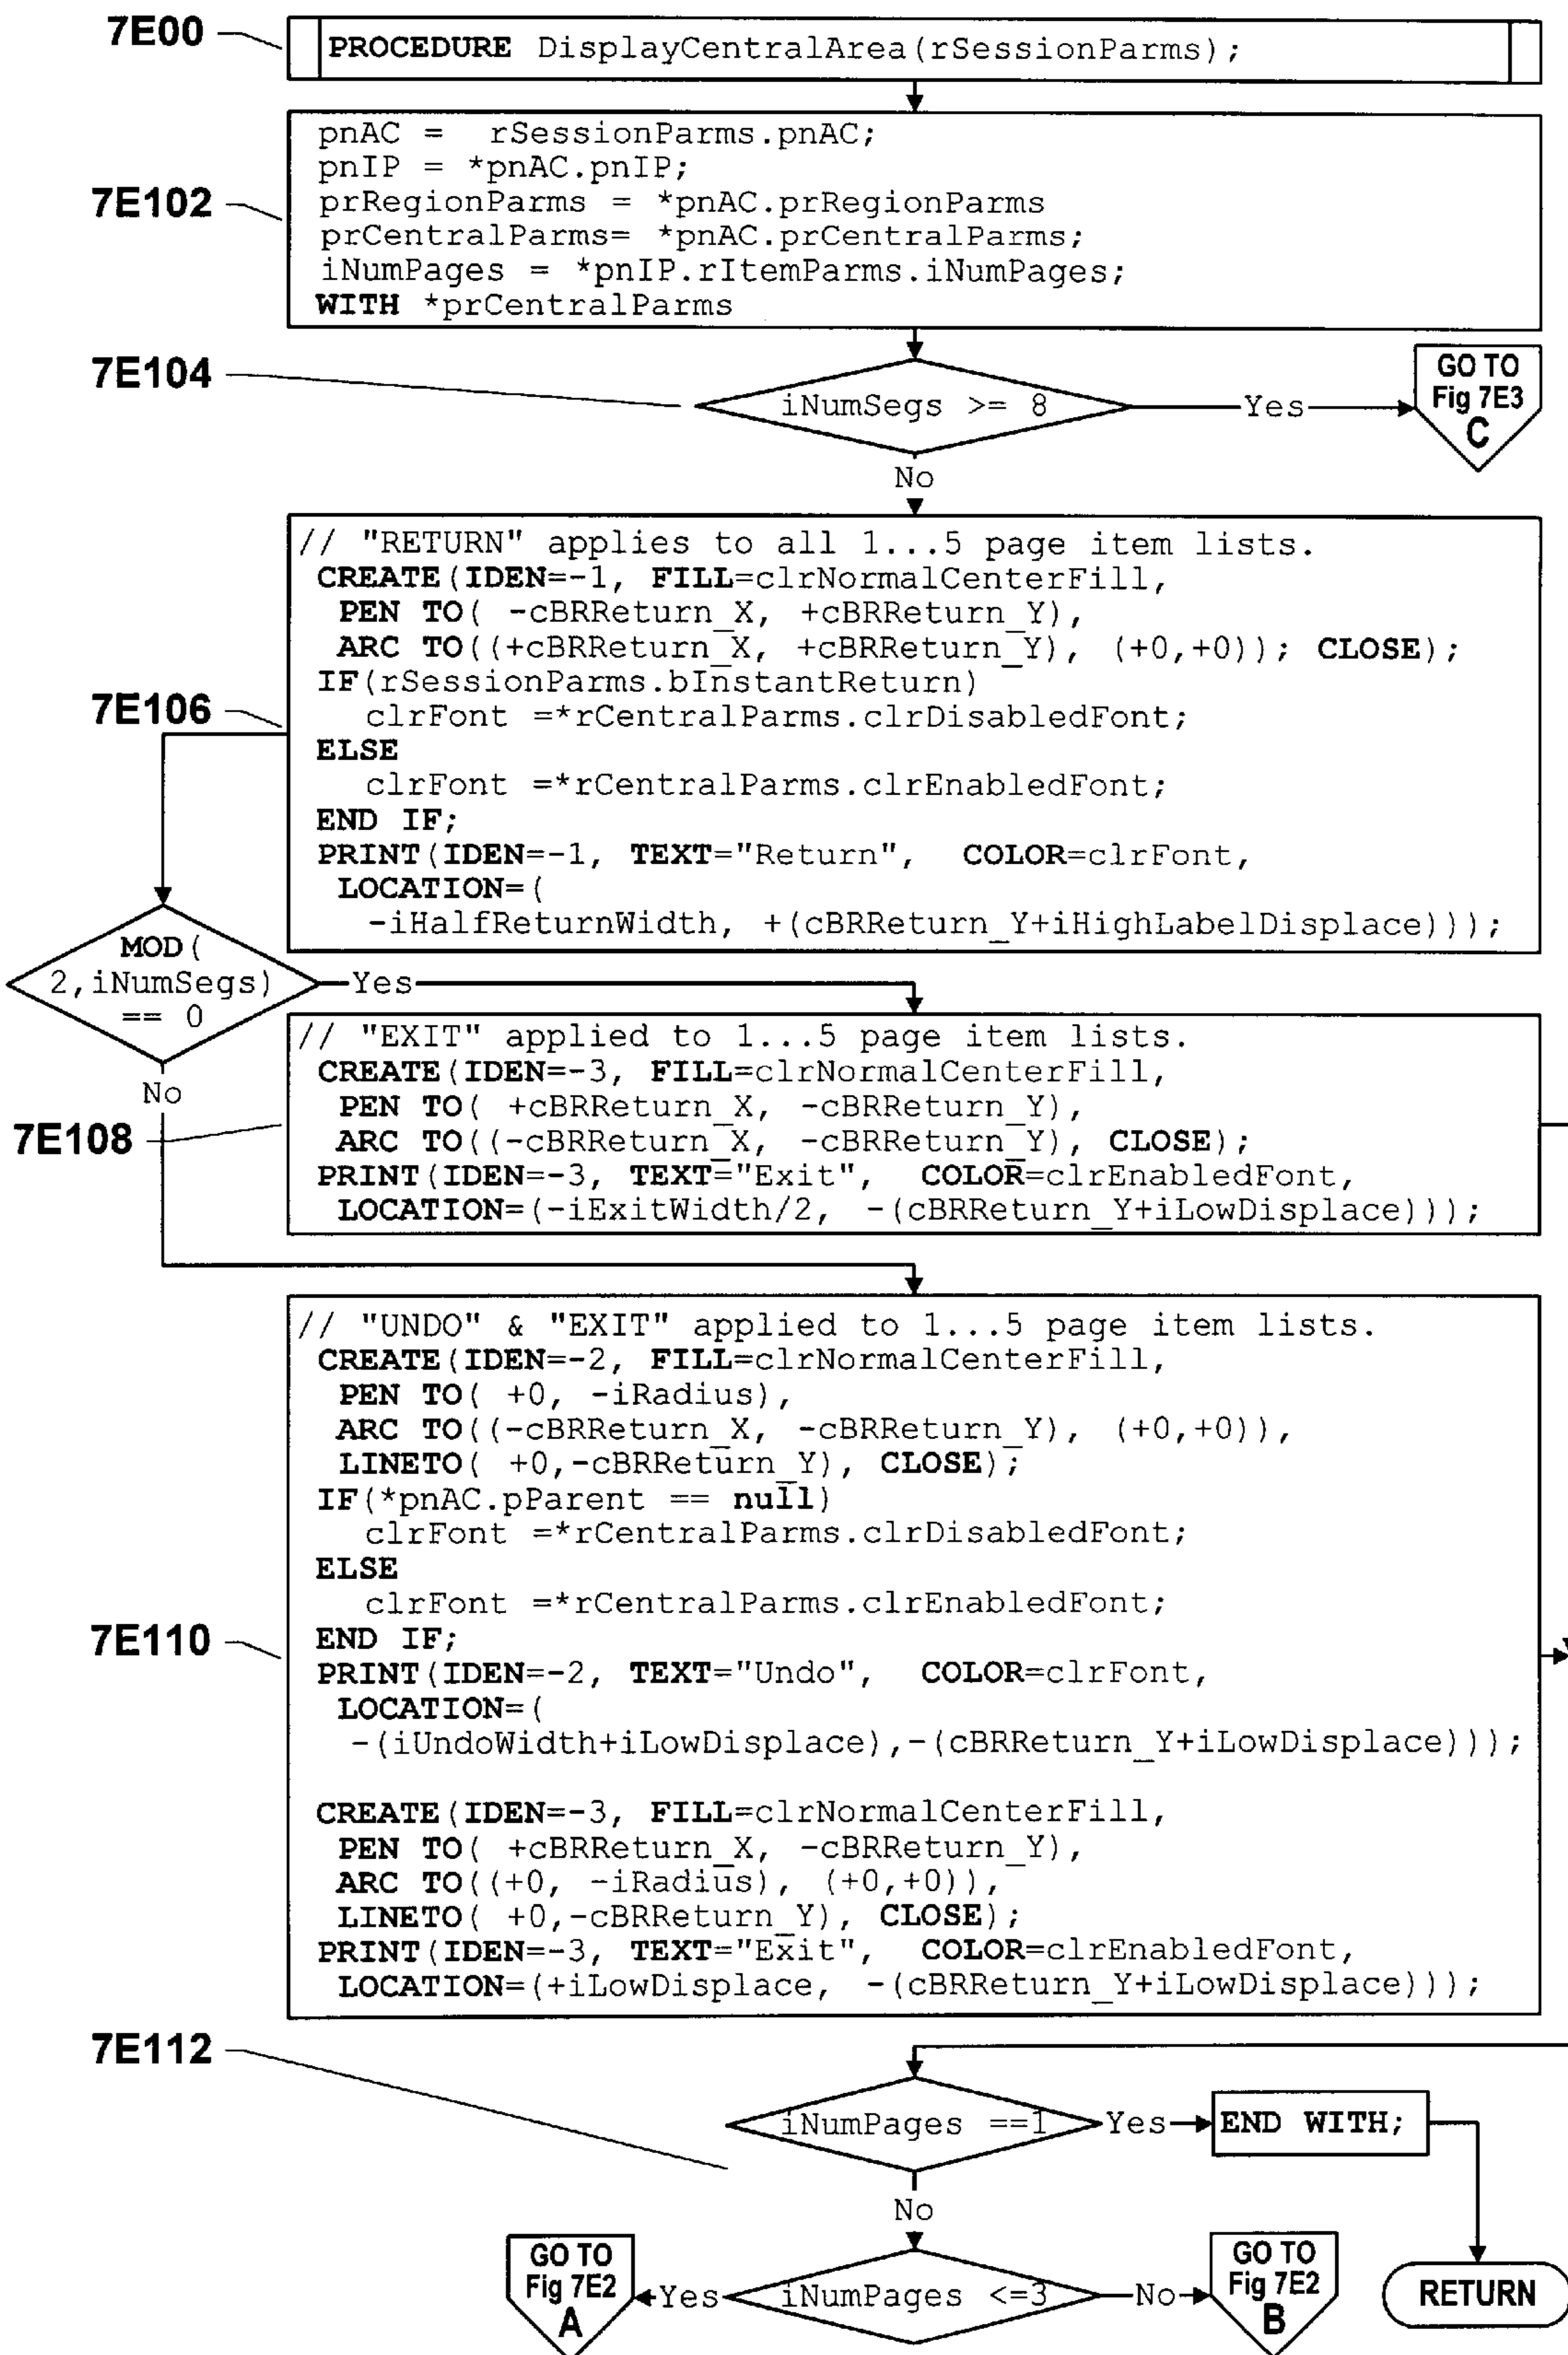 7E00
PROCEDURE DisplayCentralArea(rSessionParms);
7E102
pnAC =  rSessionParms.pnAC;
pnIP = *pnAC.pnIP;
prRegionParms = *pnAC.prRegionParms
prCentralParms= *pnAC.prCentralParms;
iNumPages = *pnIP.rItemParms.iNumPages;
WITH *prCentralParms
7E104
iNumSegs >= 8
Yes
GO TO
Fig 7E3
C
No
7E106
// "RETURN" applies to all 1...5 page item lists.
CREATE(IDEN=-1, FILL=clrNormalCenterFill,
PEN TO( -cBRReturn_X, +cBRReturn_Y),
ARC TO((+cBRReturn_X, +cBRReturn_Y), (+0,+0)); CLOSE);
IF(rSessionParms.bInstantReturn)
clrFont =*rCentralParms.clrDisabledFont;
ELSE
clrFont =*rCentralParms.clrEnabledFont;
END IF;
PRINT(IDEN=-1, TEXT="Return",  COLOR=clrFont,
LOCATION=(
-iHalfReturnWidth, +(cBRReturn_Y+iHighLabelDisplace)));
MOD(
2,iNumSegs)
== 0
Yes
No
7E108
// "EXIT" applied to 1...5 page item lists.
CREATE(IDEN=-3, FILL=clrNormalCenterFill,
PEN TO( +cBRReturn_X, -cBRReturn_Y),
ARC TO((-cBRReturn_X, -cBRReturn_Y), CLOSE);
PRINT(IDEN=-3, TEXT="Exit",  COLOR=clrEnabledFont,
LOCATION=(-iExitWidth/2, -(cBRReturn_Y+iLowDisplace)));
7E110
// "UNDO" & "EXIT" applied to 1...5 page item lists.
CREATE(IDEN=-2, FILL=clrNormalCenterFill,
PEN TO( +0, -iRadius),
ARC TO((-cBRReturn_X, -cBRReturn_Y), (+0,+0)),
LINETO( +0,-cBRReturn_Y), CLOSE);
IF(*pnAC.pParent == null)
clrFont =*rCentralParms.clrDisabledFont;
ELSE
clrFont =*rCentralParms.clrEnabledFont;
END IF;
PRINT(IDEN=-2, TEXT="Undo",  COLOR=clrFont,
LOCATION=(
-(iUndoWidth+iLowDisplace),-(cBRReturn_Y+iLowDisplace)));
CREATE(IDEN=-3, FILL=clrNormalCenterFill,
PEN TO( +cBRReturn_X, -cBRReturn_Y),
ARC TO((+0, -iRadius), (+0,+0)),
LINETO( +0,-cBRReturn_Y), CLOSE);
PRINT(IDEN=-3, TEXT="Exit",  COLOR=clrEnabledFont,
LOCATION=(+iLowDisplace, -(cBRReturn_Y+iLowDisplace)));
7E112
iNumPages ==1
Yes
END WITH;
No
GO TO
Fig 7E2
A
Yes
iNumPages <=3
No
GO TO
Fig 7E2
B
RETURN